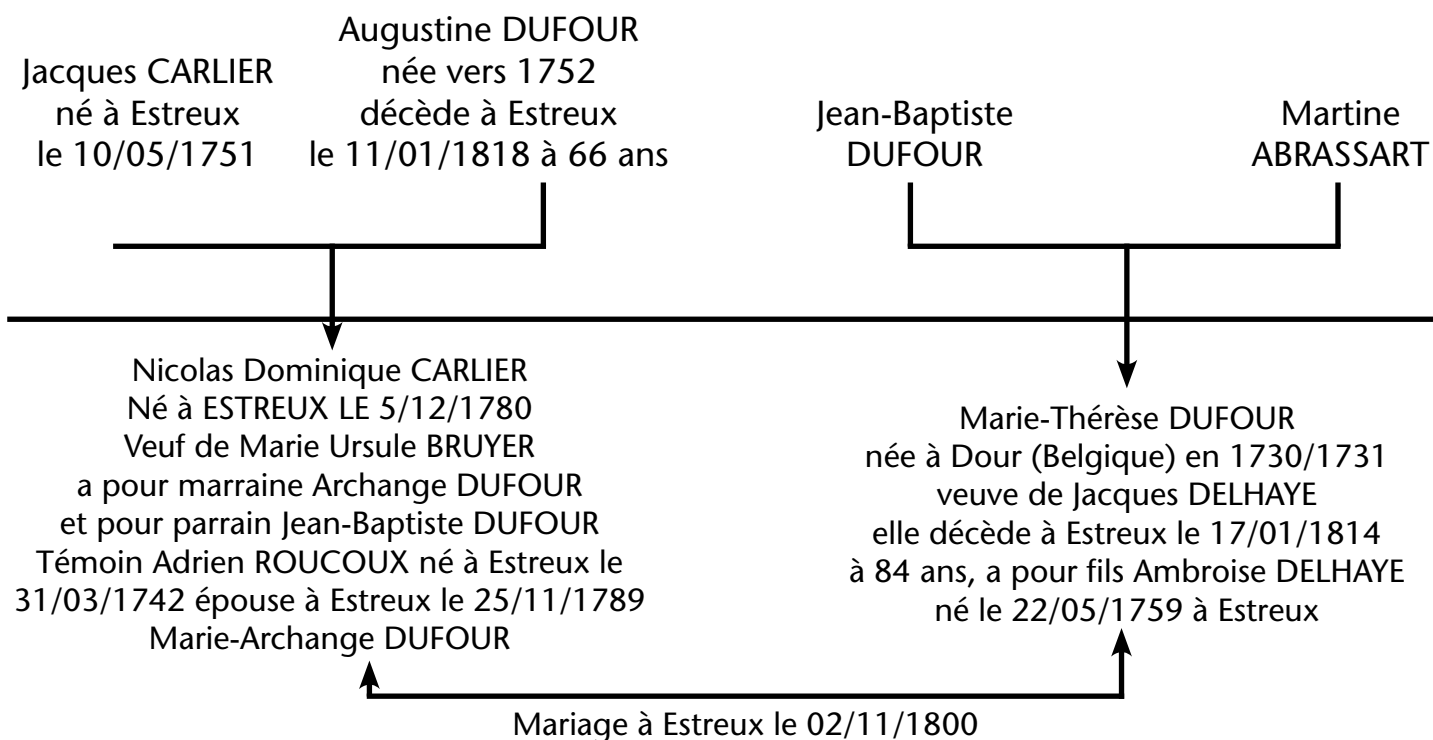 Jacques CARLIER
né à Estreux
le 10/05/1751
Augustine DUFOUR
née vers 1752
décède à Estreux
le 11/01/1818 à 66 ans
Jean-Baptiste
DUFOUR
Martine
ABRASSART
Nicolas Dominique CARLIER
Né à ESTREUX LE 5/12/1780
Veuf de Marie Ursule BRUYER
a pour marraine Archange DUFOUR
et pour parrain Jean-Baptiste DUFOUR
Témoin Adrien ROUCOUX né à Estreux le
31/03/1742 épouse à Estreux le 25/11/1789
Marie-Archange DUFOUR
Marie-Thérèse DUFOUR
née à Dour (Belgique) en 1730/1731
veuve de Jacques DELHAYE
elle décède à Estreux le 17/01/1814
à 84 ans, a pour fils Ambroise DELHAYE
né le 22/05/1759 à Estreux
Mariage à Estreux le 02/11/1800